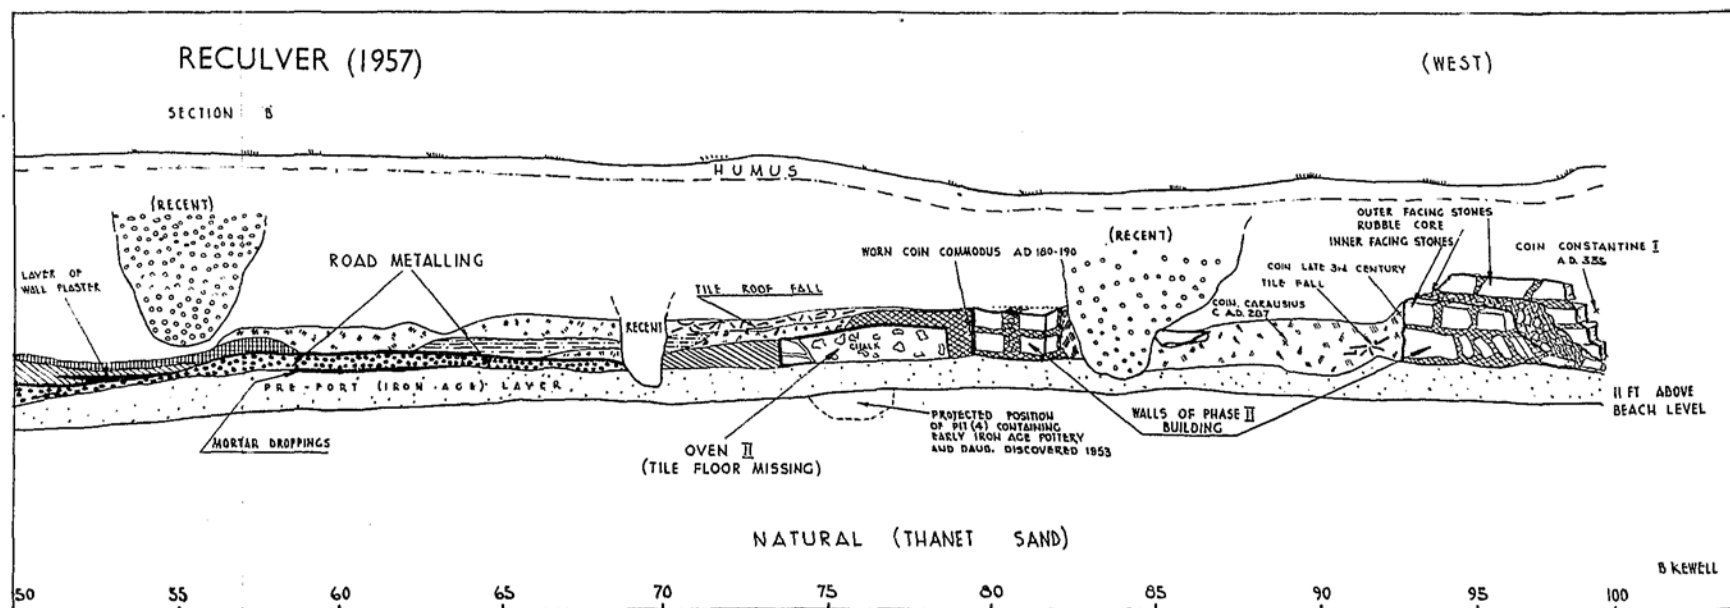 RECULVER (1957)
(WEST)
SECTION B
HUMUS
(RECENT)
LAYER OF
WALL PLASTER
ROAD METALLING
TILE ROOF FALL
RECENT
WORN COIN COMMODUS AD 180-190
(RECENT)
OUTER FACING STONES
RUBBLE CORE
INNER FACING STONES
COIN LATE 3RD CENTURY
TILE FALL
COIN CARAUSIUS
C A.D. 287
COIN CONSTANTINE I
A.D. 335
CHALK
PRE-FORT (IRON AGE) LAYER
MORTAR DROPPINGS
OVEN II
(TILE FLOOR MISSING)
PROJECTED POSITION
OF PIT (4) CONTAINING
EARLY IRON AGE POTTERY
AND DAUB. DISCOVERED 1953
WALLS OF PHASE II
BUILDING
11 FT ABOVE
BEACH LEVEL
NATURAL (THANET SAND)
B KEWELL
50 55 60 65 70 75 80 85 90 95 100